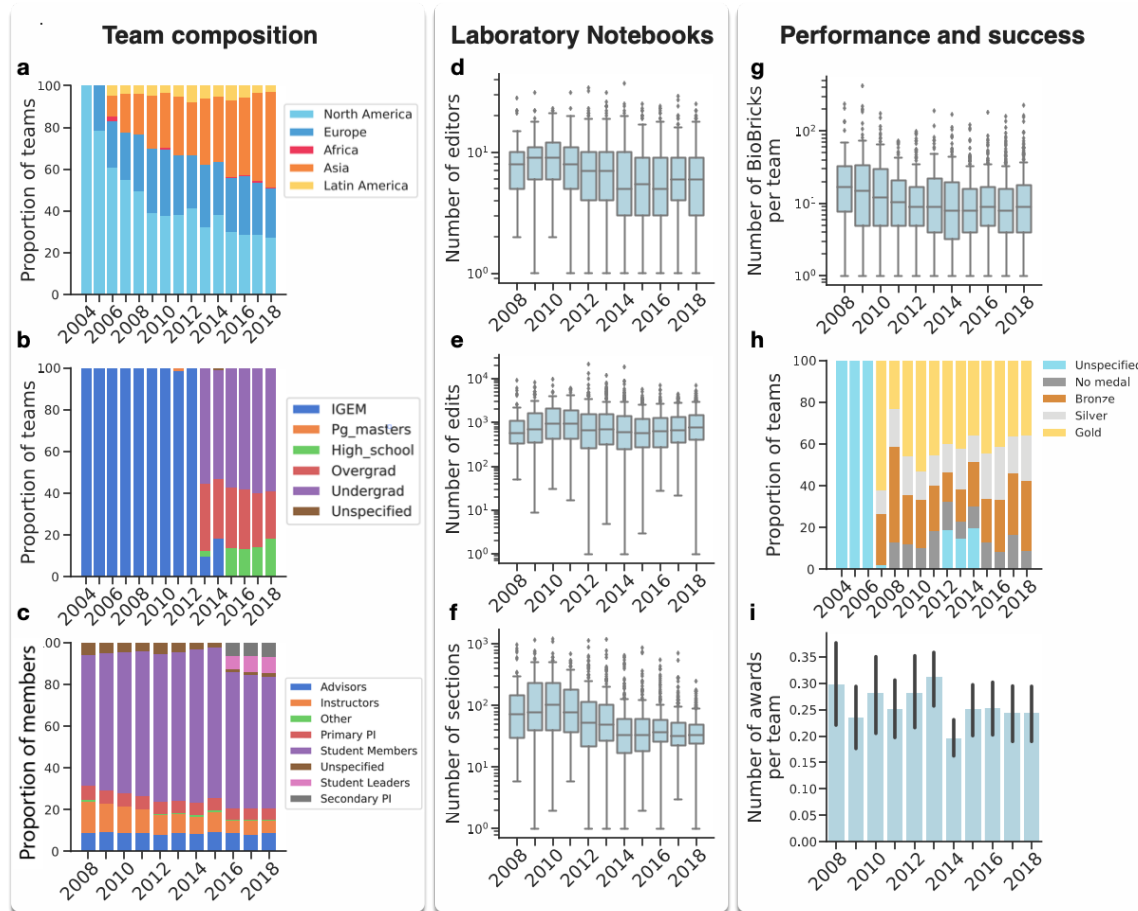 Team composition
Laboratory Notebooks
Performance and success
a
00
80
60
40
20
0
Proportion of teams
2004
2006
2008
2010
2012
2014
2016
2018
North America
Europe
Africa
Asia
Latin America
b
00
80
60
40
20
0
Proportion of teams
2004
2006
2008
2010
2012
2014
2016
2018
IGEM
Pg_masters
High_school
Overgrad
Undergrad
Unspecified
c
00
80
60
40
20
0
Proportion of members
2008
2010
2012
2014
2016
2018
Advisors
Instructors
Other
Primary PI
Student Members
Unspecified
Student Leaders
Secondary PI
d
10¹
10⁰
Number of editors
2008
2010
2012
2014
2016
2018
e
10⁴
10³
10²
10¹
10⁰
Number of edits
2008
2010
2012
2014
2016
2018
f
10³
10²
10¹
10⁰
Number of sections
2008
2010
2012
2014
2016
2018
g
10²
10¹
10⁰
Number of BioBricks
per team
2008
2010
2012
2014
2016
2018
h
100
80
60
40
20
0
Proportion of teams
2004
2006
2008
2010
2012
2014
2016
2018
Unspecified
No medal
Bronze
Silver
Gold
i
0.35
0.30
0.25
0.20
0.15
0.10
0.05
0.00
Number of awards
per team
2008
2010
2012
2014
2016
2018